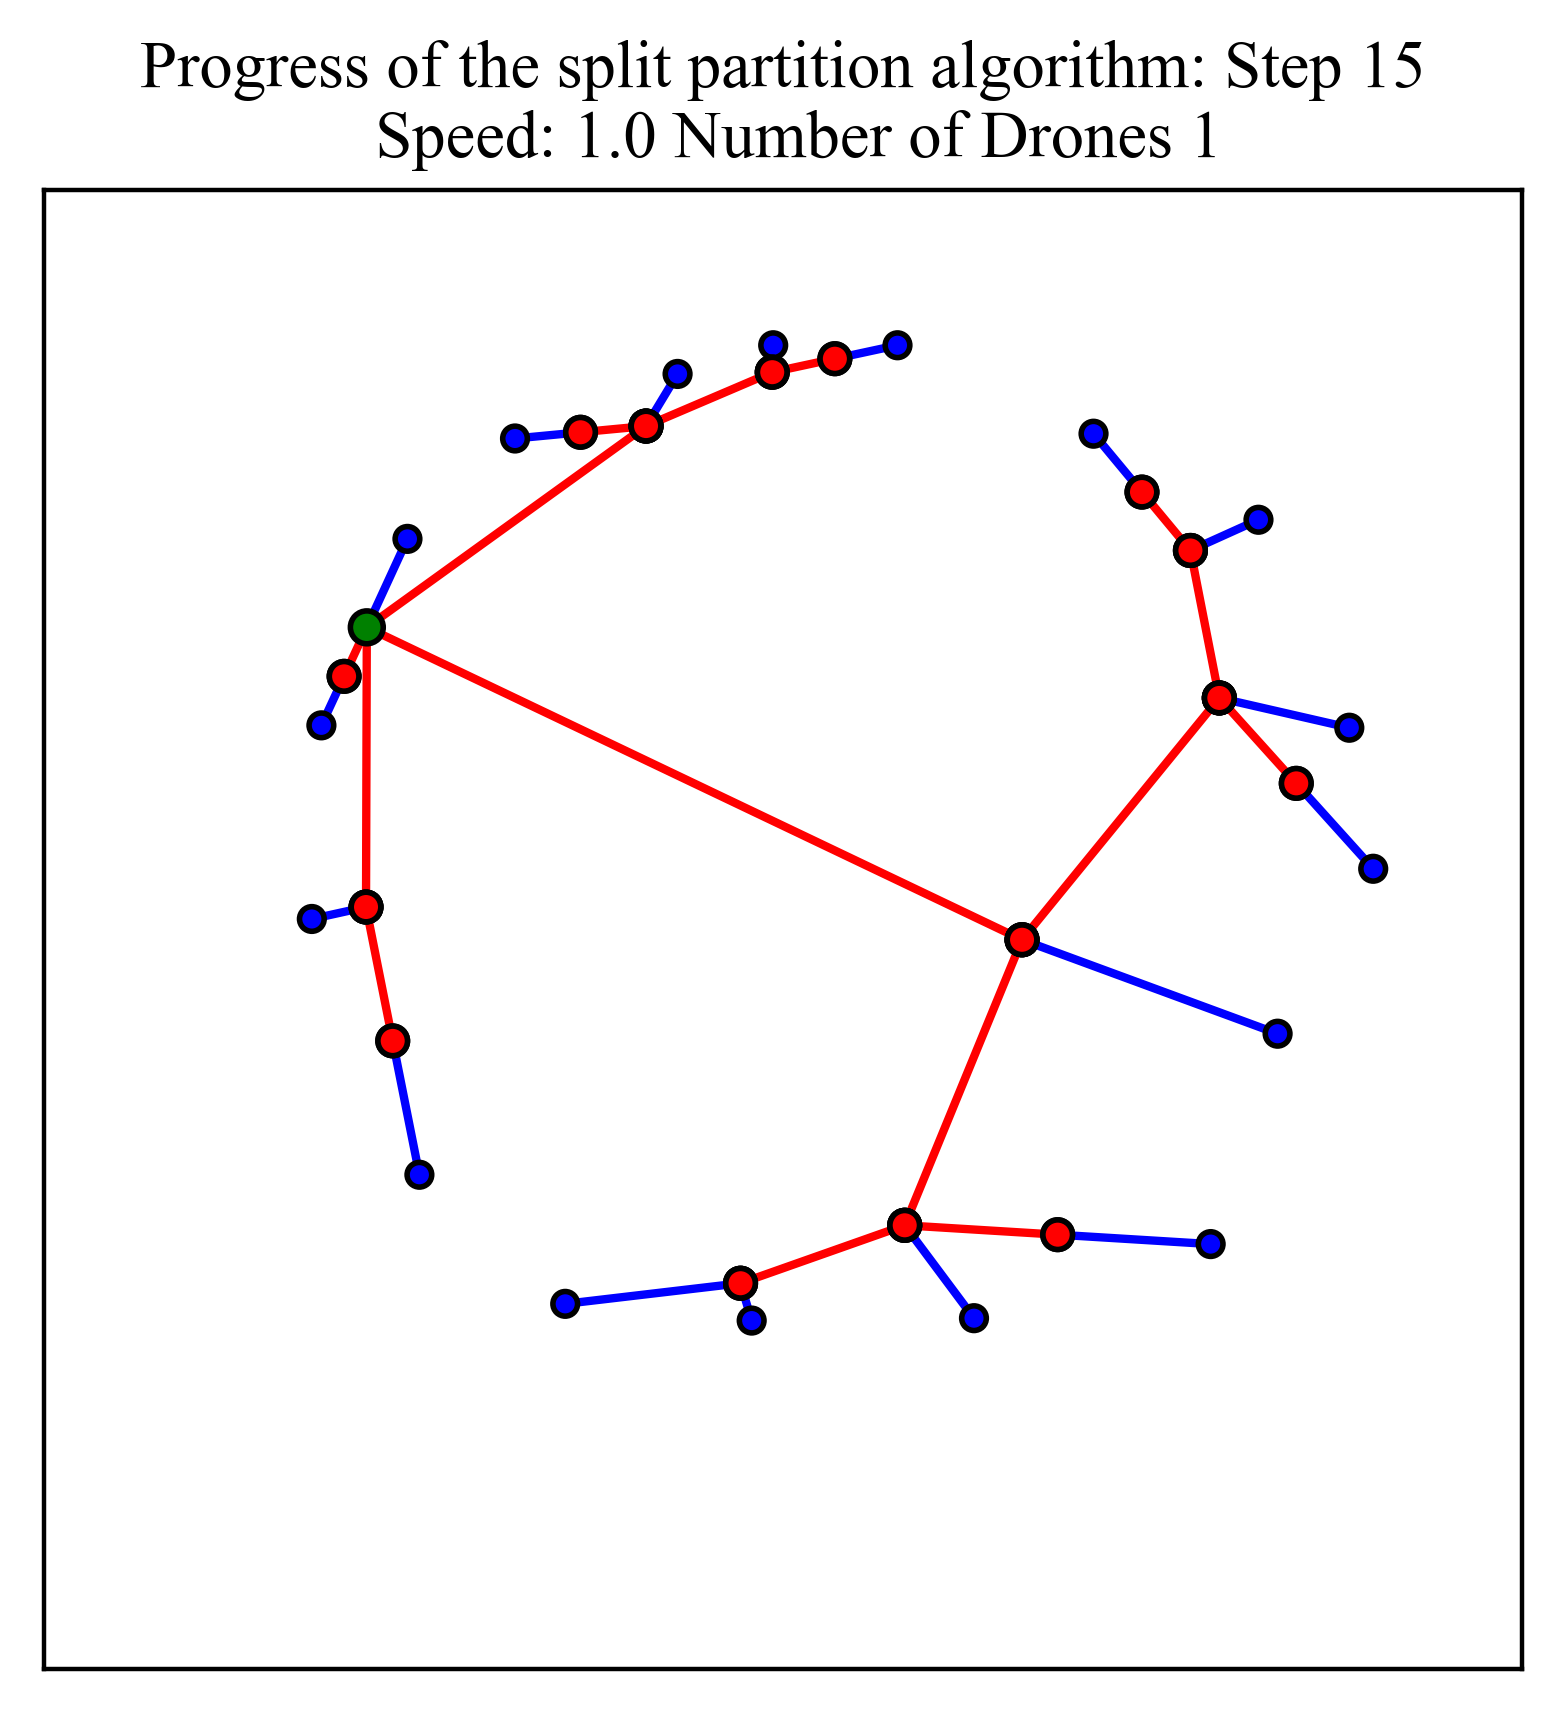 Progress of the split partition algorithm: Step 15
Speed: 1.0 Number of Drones 1